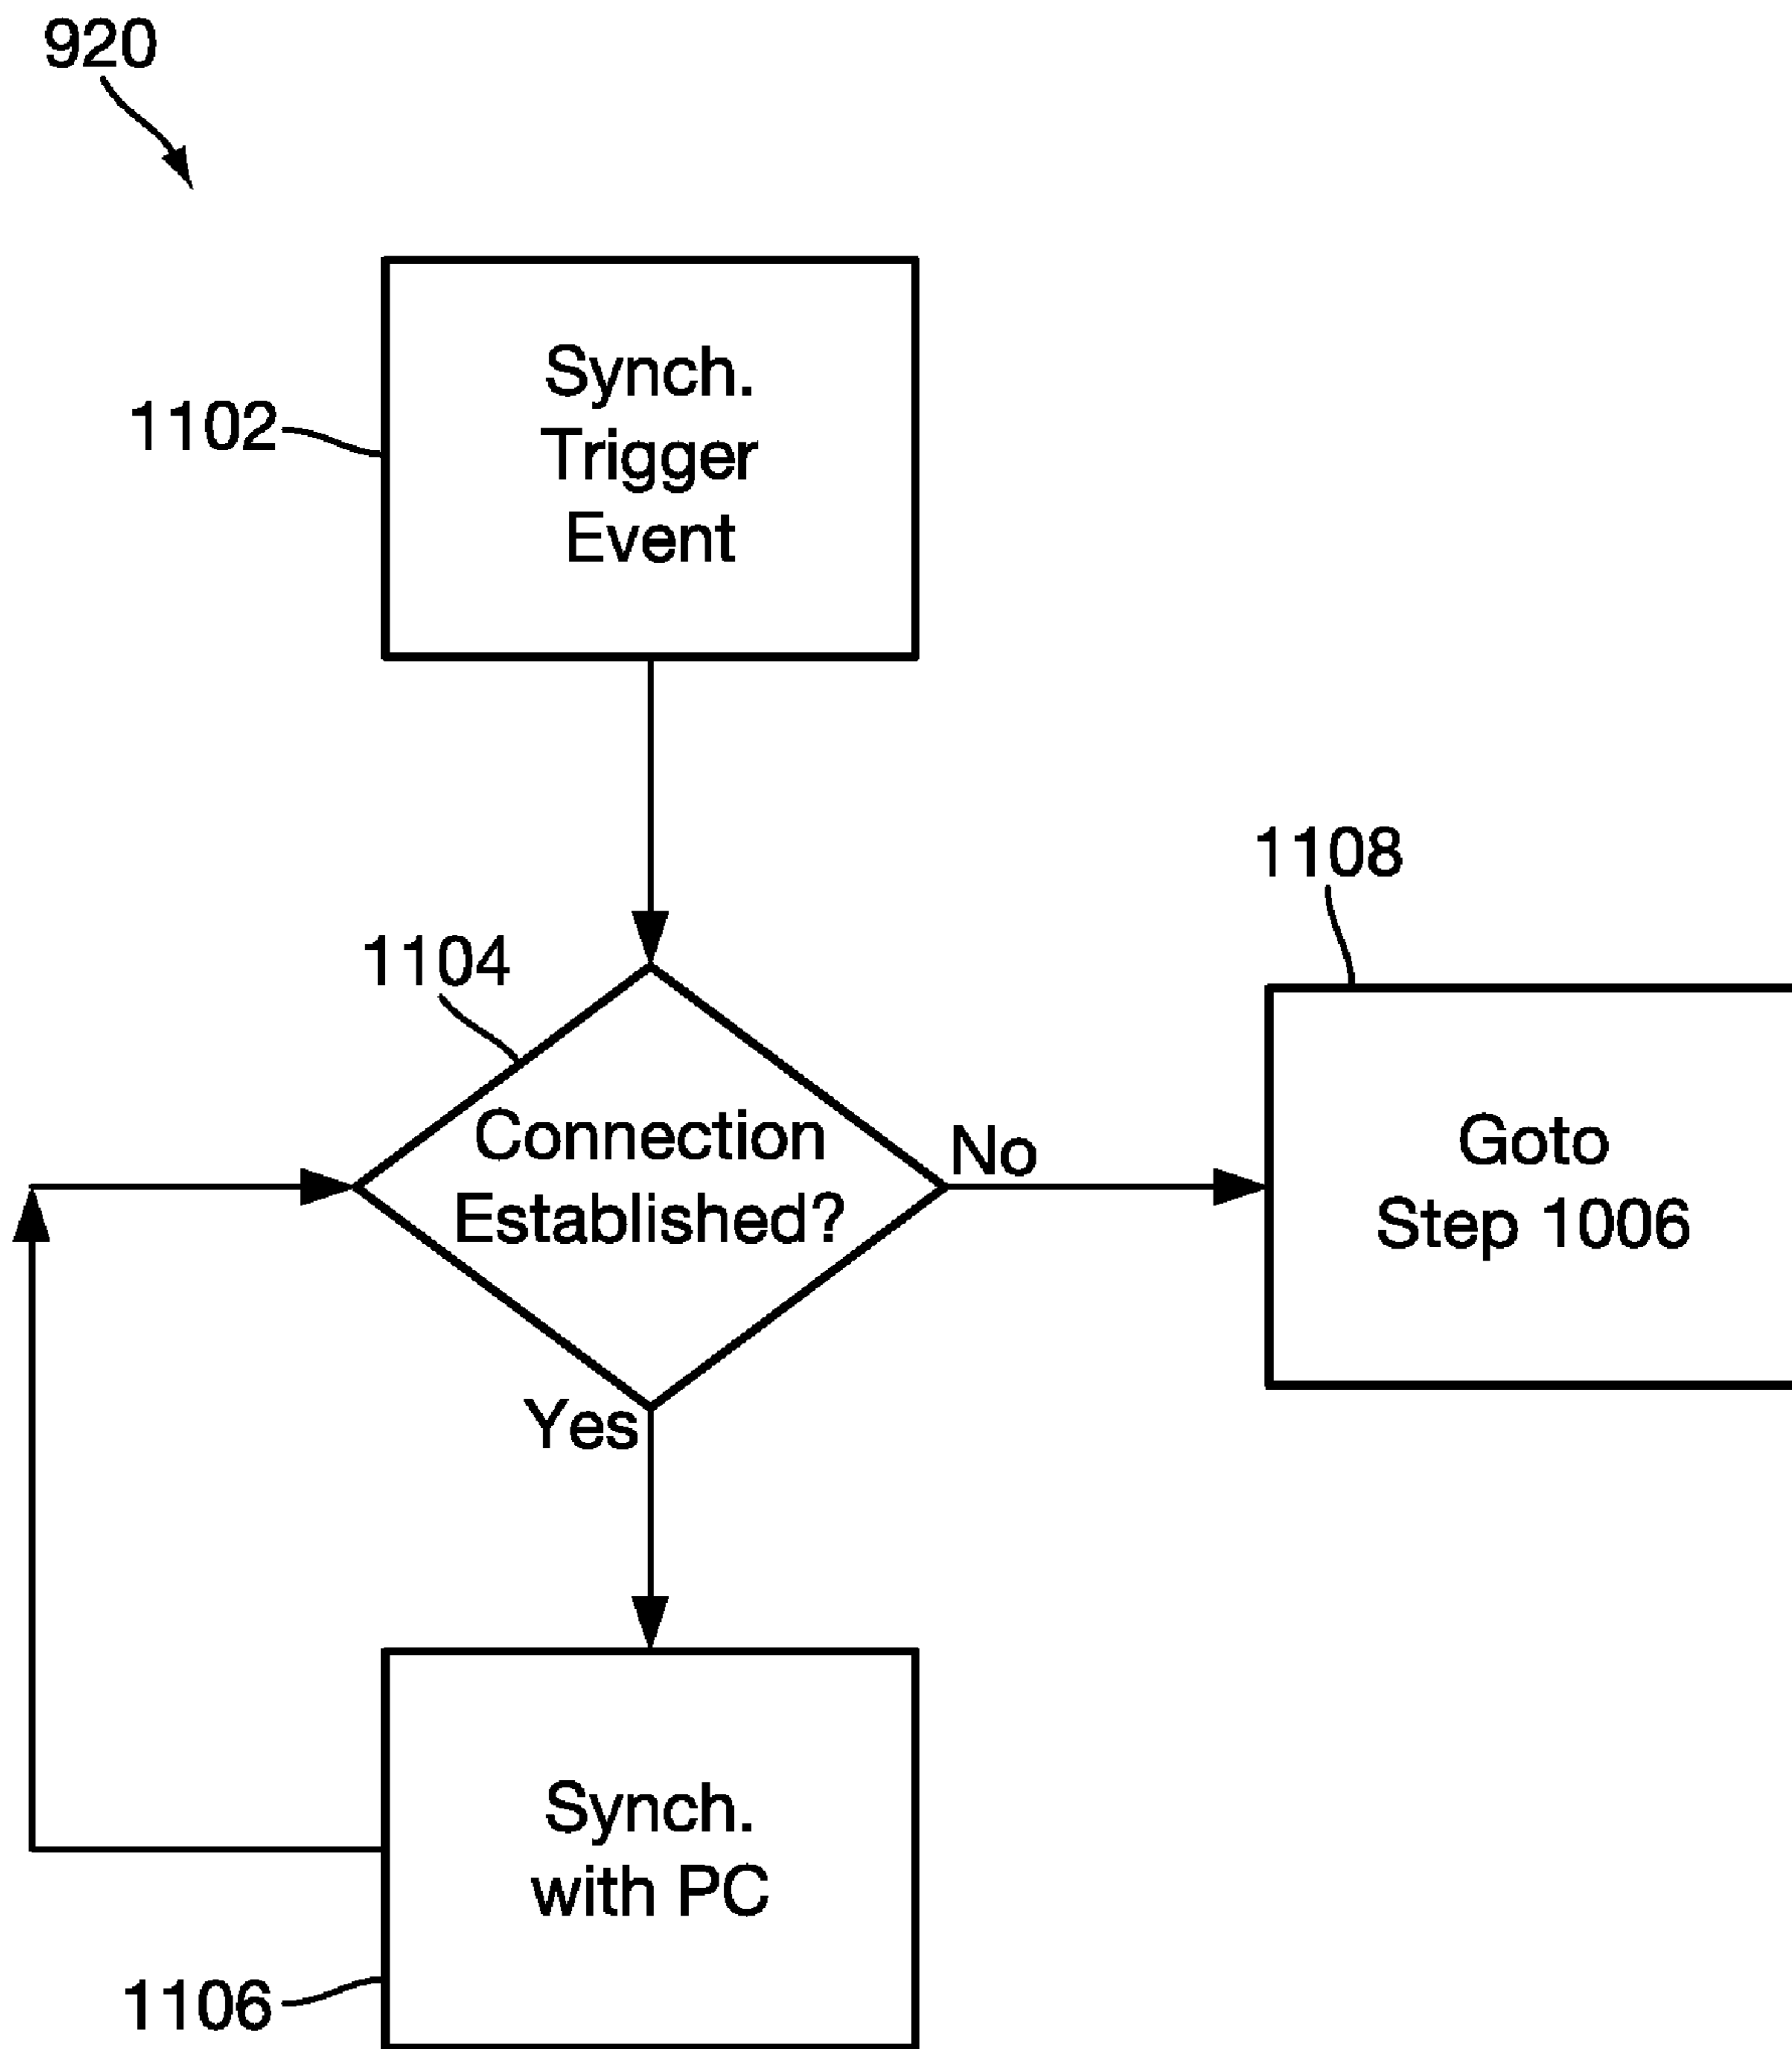 920
Synch.
Trigger
Event
1102
1108
1104
Connection
Established?
No
Goto
Step 1006
Yes
Synch.
with PC
1106